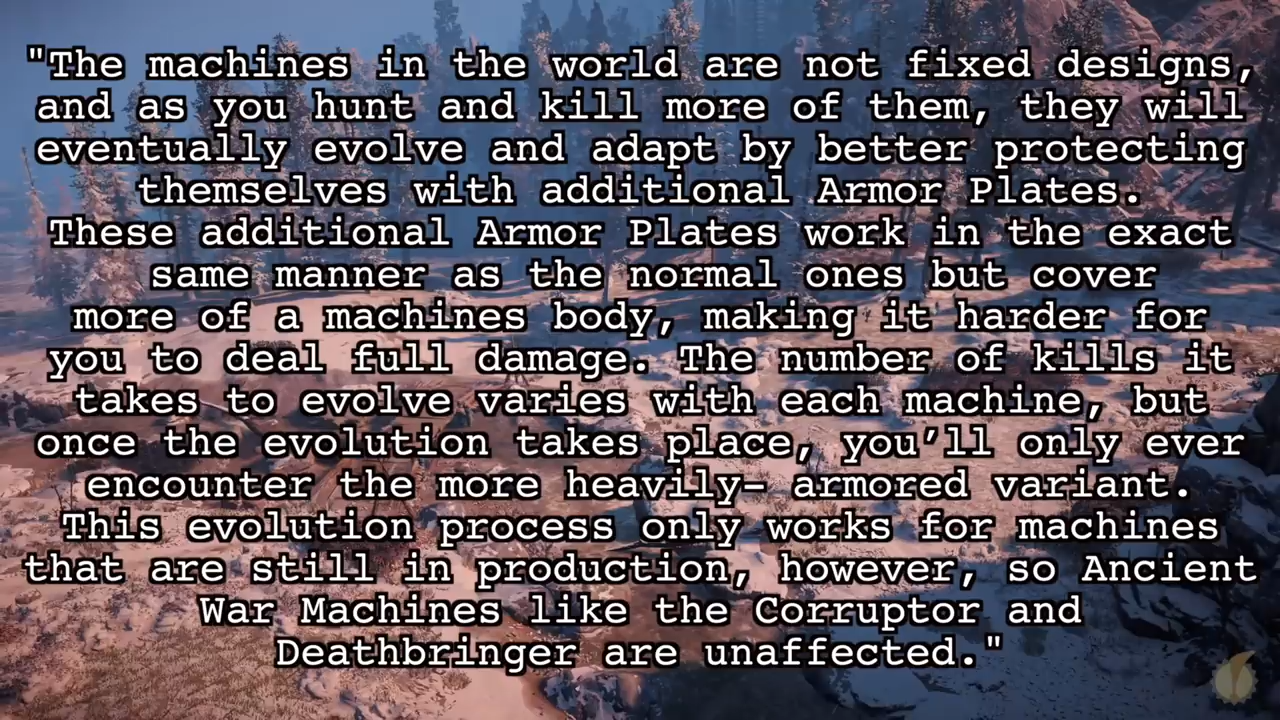 "The machines in the world are not fixed designs,
and as you hunt and kill more of them, they will
eventually evolve and adapt by better protecting
themselves with additional Armor Plates.
These additional Armor Plates work in the exact
same manner as the normal ones but cover
more of a machines body, making it harder for
you to deal full damage. The number of kills it
takes to evolve varies with each machine, but
once the evolution takes place, you’ll only ever
encounter the more heavily- armored variant.
This evolution process only works for machines
that are still in production, however, so Ancient
War Machines like the Corruptor and
Deathbringer are unaffected."